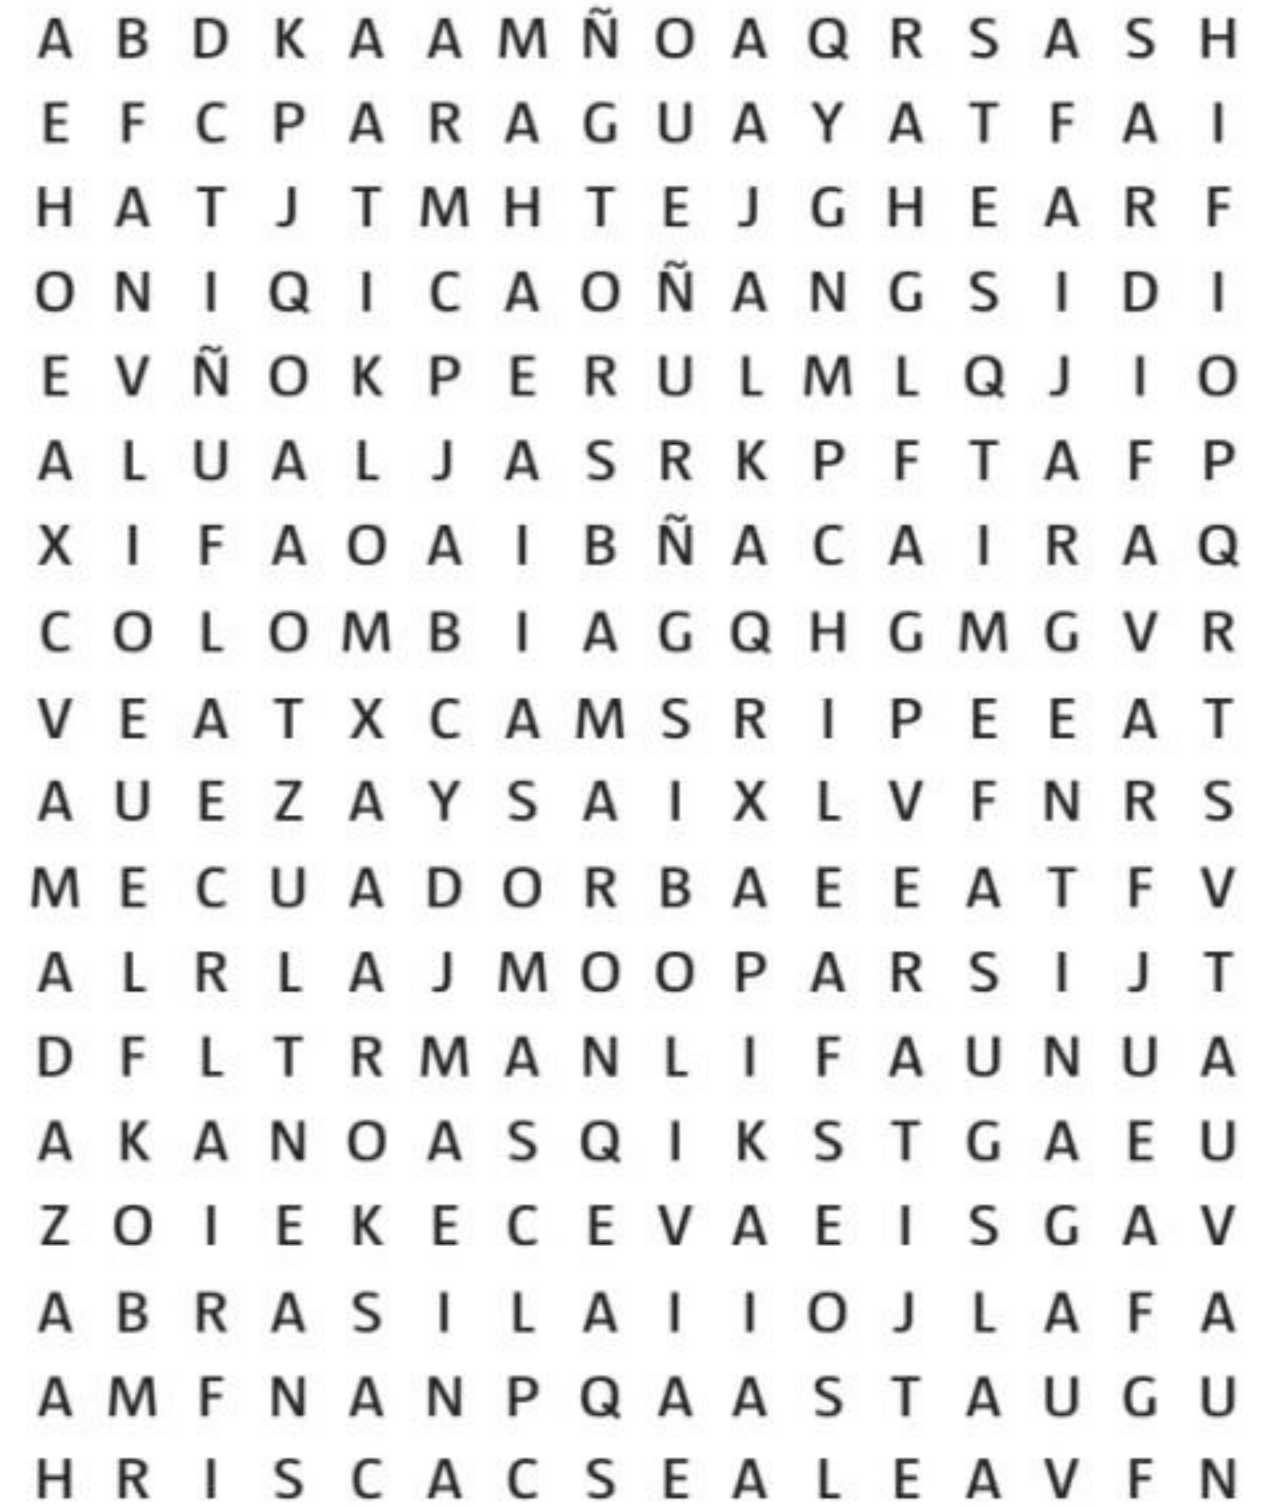 A B D K A A M Ñ O A Q R S A S H
E F C P A R A G U A Y A T F A I
H A T J T M H T E J G H E A R F
O N I Q I C A O Ñ A N G S I D I
E V Ñ O K P E R U L M L Q J I O
A L U A L J A S R K P F T A F P
X I F A O A I B Ñ A C A I R A Q
C O L O M B I A G Q H G M G V R
V E A T X C A M S R I P E E A T
A U E Z A Y S A I X L V F N R S
M E C U A D O R B A E E A T F V
A L R L A J M O O P A R S I J T
D F L T R M A N L I F A U N U A
A K A N O A S Q I K S T G A E U
Z O I E K E C E V A E I S G A V
A B R A S I L A I I O J L A F A
A M F N A N P Q A A S T A U G U
H R I S C A C S E A L E A V F N